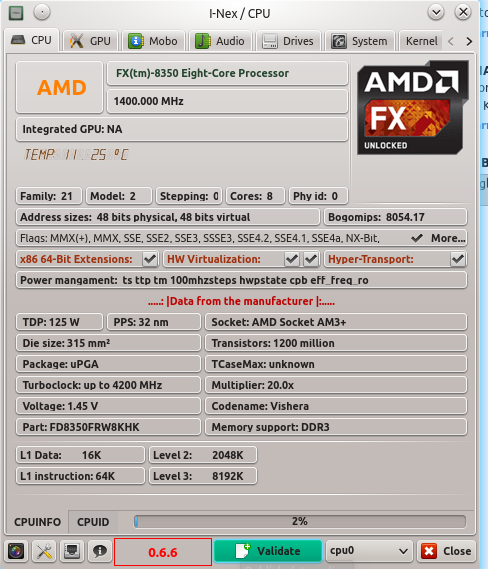 I-Nex / CPU
CPU GPU Mobo Audio Drives System Kernel
AMD
FX(tm)-8350 Eight-Core Processor
1400.000 MHz
Integrated GPU: NA
TEMP 11 25 °C
AMD
FX
UNLOCKED
Family: 21 Model: 2 Stepping: 0 Cores: 8 Phy id: 0
Address sizes: 48 bits physical, 48 bits virtual Bogomips: 8054.17
Flags: MMX(+), MMX, SSE, SSE2, SSE3, SSSE3, SSE4.2, SSE4.1, SSE4a, NX-Bit, More...
x86 64-Bit Extensions: HW Virtualization: Hyper-Transport:
Power mangament: ts ttp tm 100mhzsteps hwpstate cpb eff_freq_ro
.....: |Data from the manufacturer |:.....
TDP: 125 W PPS: 32 nm Socket: AMD Socket AM3+
Die size: 315 mm² Transistors: 1200 million
Package: uPGA TCaseMax: unknown
Turboclock: up to 4200 MHz Multiplier: 20.0x
Voltage: 1.45 V Codename: Vishera
Part: FD8350FRW8KHK Memory support: DDR3
L1 Data: 16K Level 2: 2048K
L1 instruction: 64K Level 3: 8192K
CPUINFO CPUID 2%
0.6.6 Validate cpu0 Close